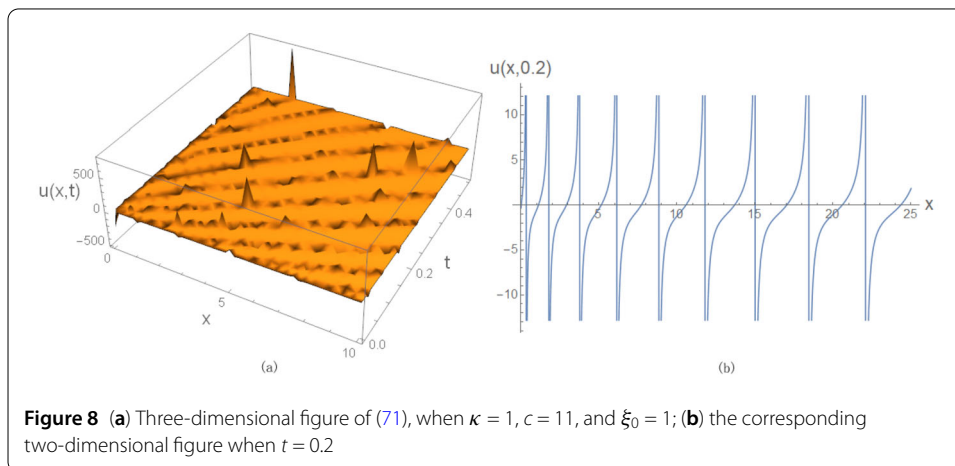 u(x,t)
500
0
−500
0
5
10
x
0.0
0.2
0.4
t
(a)
u(x,0.2)
10
5
−5
−10
5
10
15
20
25
x
(b)
Figure 8 (a) Three-dimensional figure of (71), when κ = 1, c = 11, and ξ0 = 1; (b) the corresponding
two-dimensional figure when t = 0.2